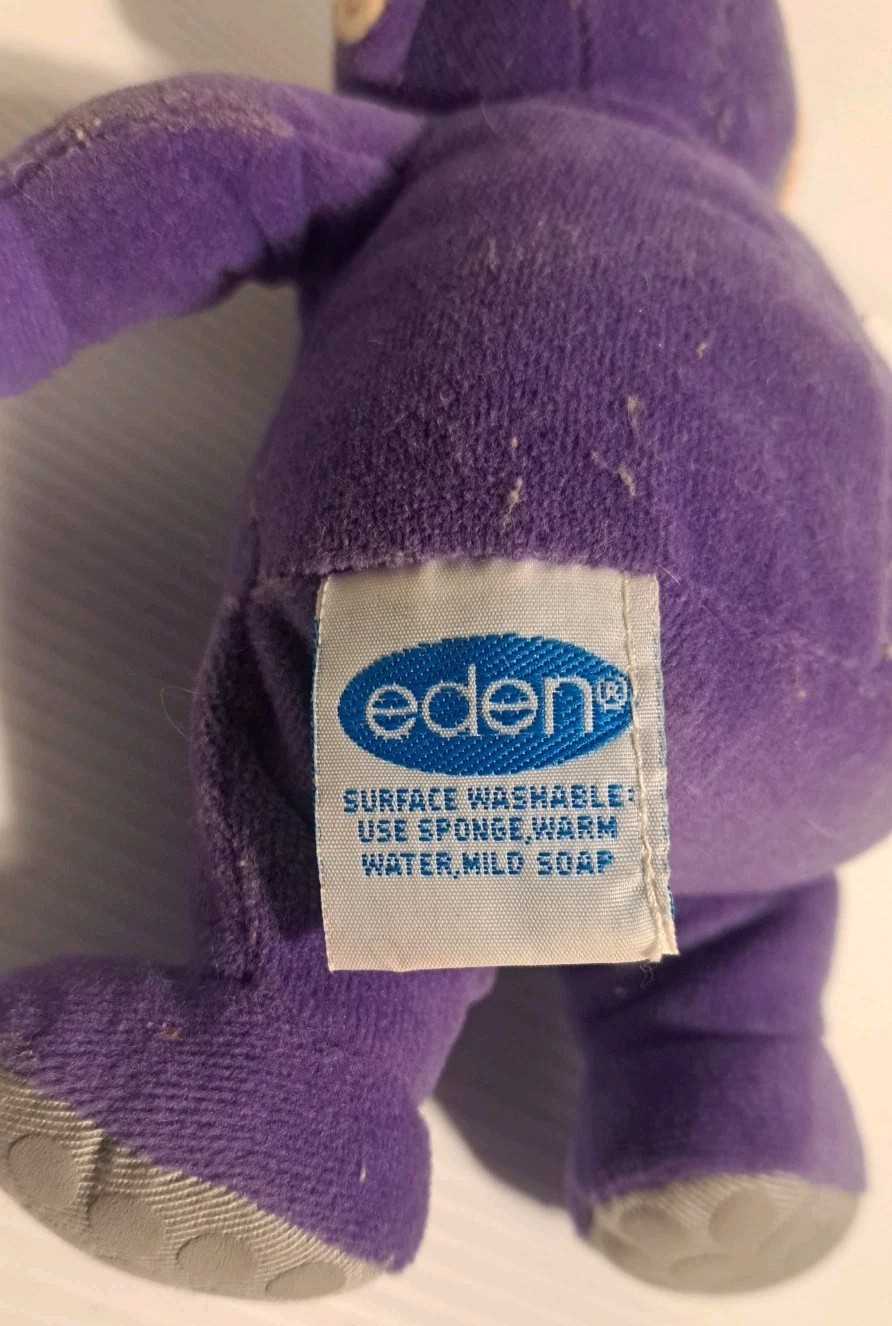 eden®
SURFACE WASHABLE:
USE SPONGE,WARM
WATER,MILD SOAP